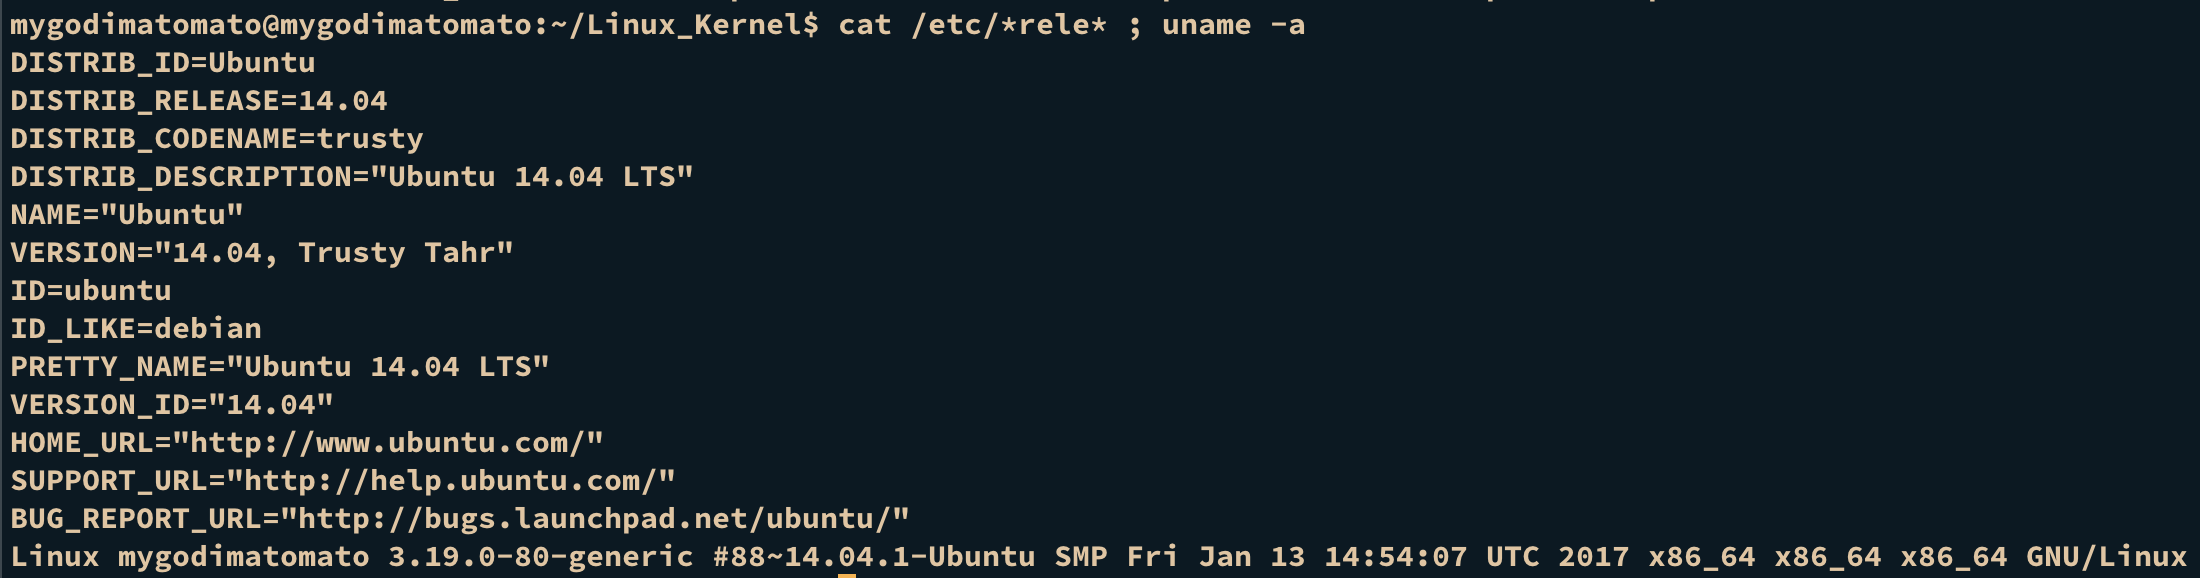 mygodimatomato@mygodimatomato:~/Linux_Kernel$ cat /etc/*rele* ; uname -a
DISTRIB_ID=Ubuntu
DISTRIB_RELEASE=14.04
DISTRIB_CODENAME=trusty
DISTRIB_DESCRIPTION="Ubuntu 14.04 LTS"
NAME="Ubuntu"
VERSION="14.04, Trusty Tahr"
ID=ubuntu
ID_LIKE=debian
PRETTY_NAME="Ubuntu 14.04 LTS"
VERSION_ID="14.04"
HOME_URL="http://www.ubuntu.com/"
SUPPORT_URL="http://help.ubuntu.com/"
BUG_REPORT_URL="http://bugs.launchpad.net/ubuntu/"
Linux mygodimatomato 3.19.0-80-generic #88~14.04.1-Ubuntu SMP Fri Jan 13 14:54:07 UTC 2017 x86_64 x86_64 x86_64 GNU/Linux